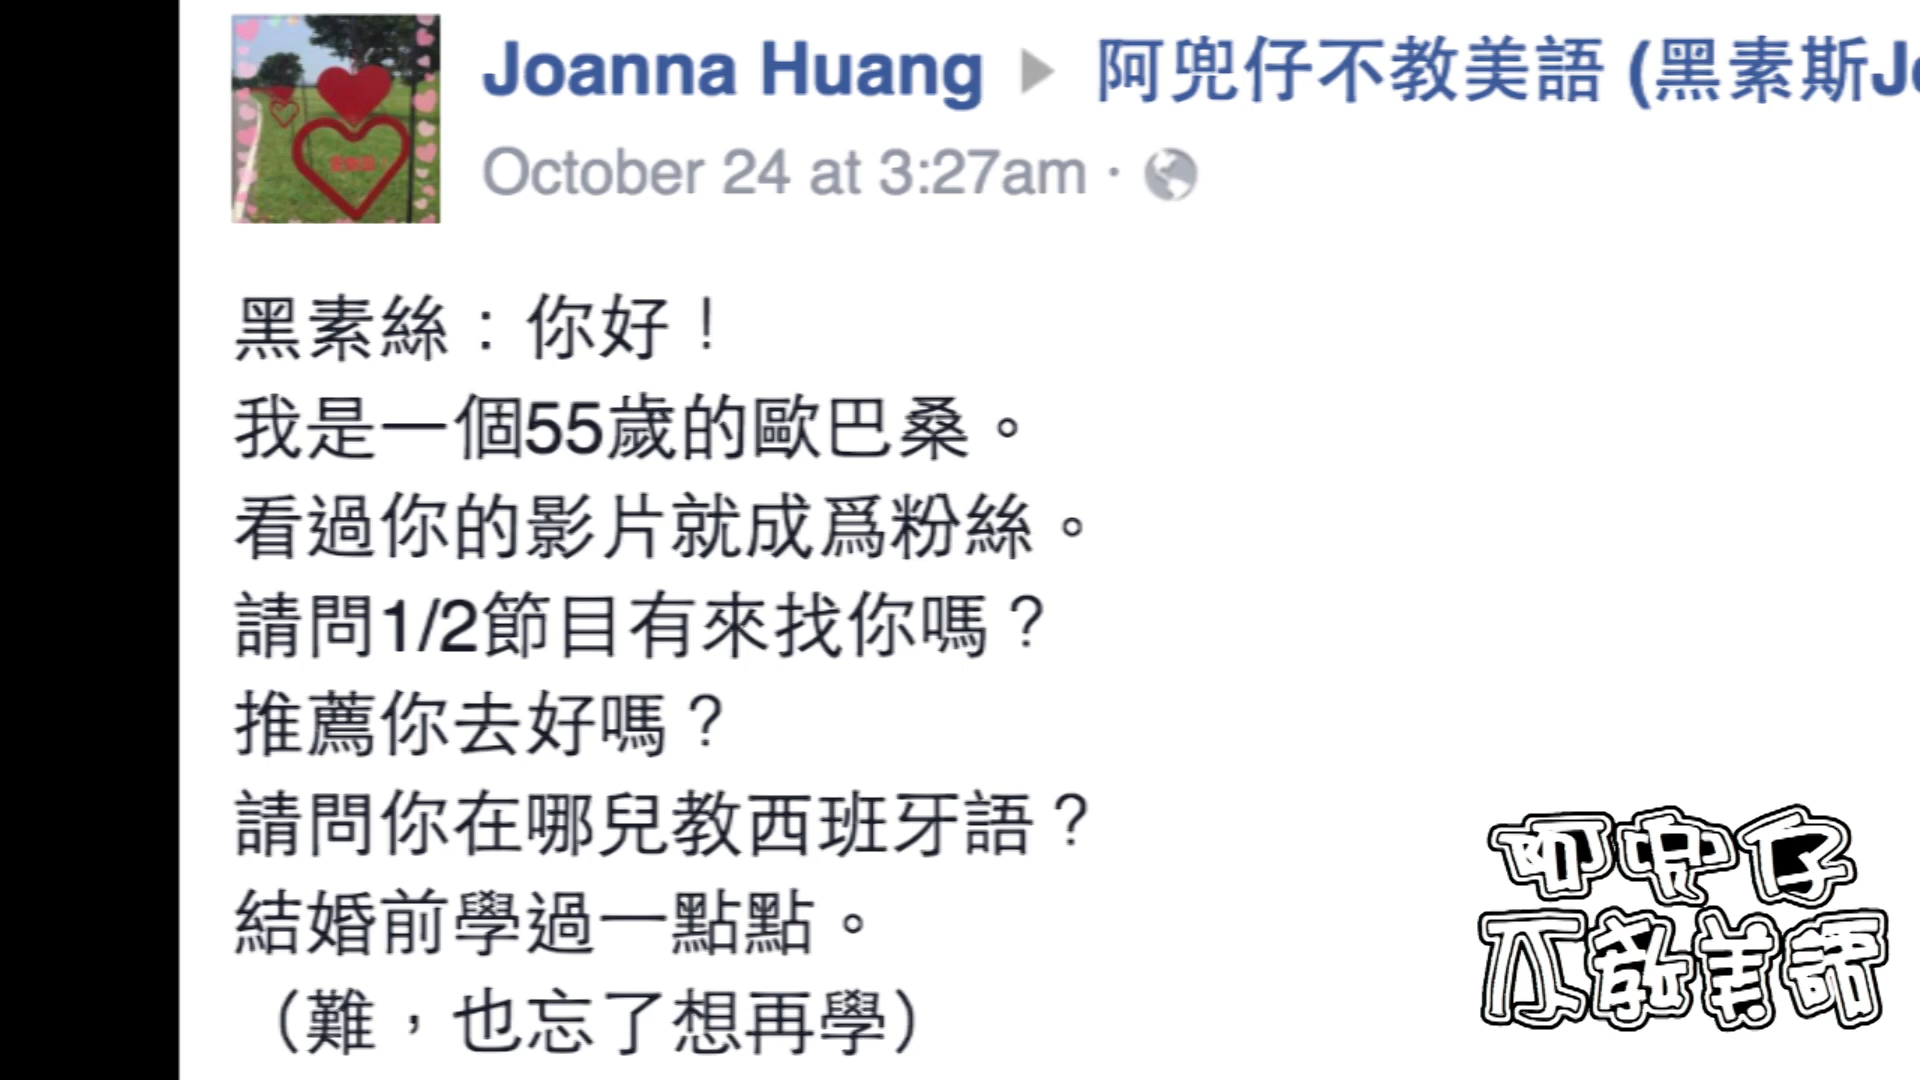 Joanna Huang ▶ 阿兜仔不教美語 (黑素斯Je
October 24 at 3:27am ·
黑素絲：你好！
我是一個55歲的歐巴桑。
看過你的影片就成爲粉絲。
請問1/2節目有來找你嗎？
推薦你去好嗎？
請問你在哪兒教西班牙語？
結婚前學過一點點。
（難，也忘了想再學）
阿兜仔
不教美語